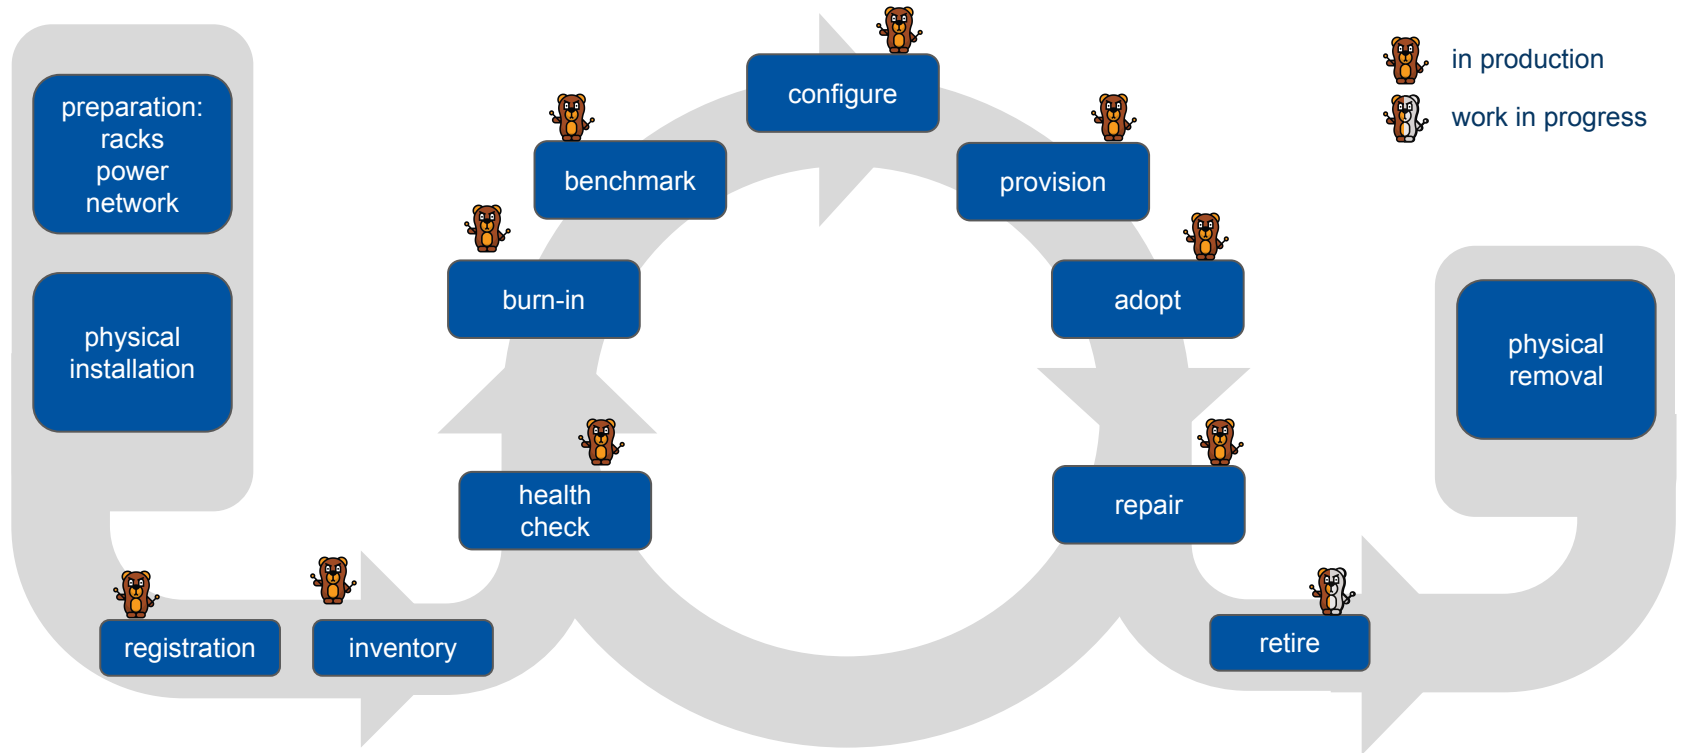 preparation:
racks
power
network
physical
installation
registration
inventory
health
check
burn-in
benchmark
configure
provision
adopt
repair
retire
physical
removal
in production
work in progress